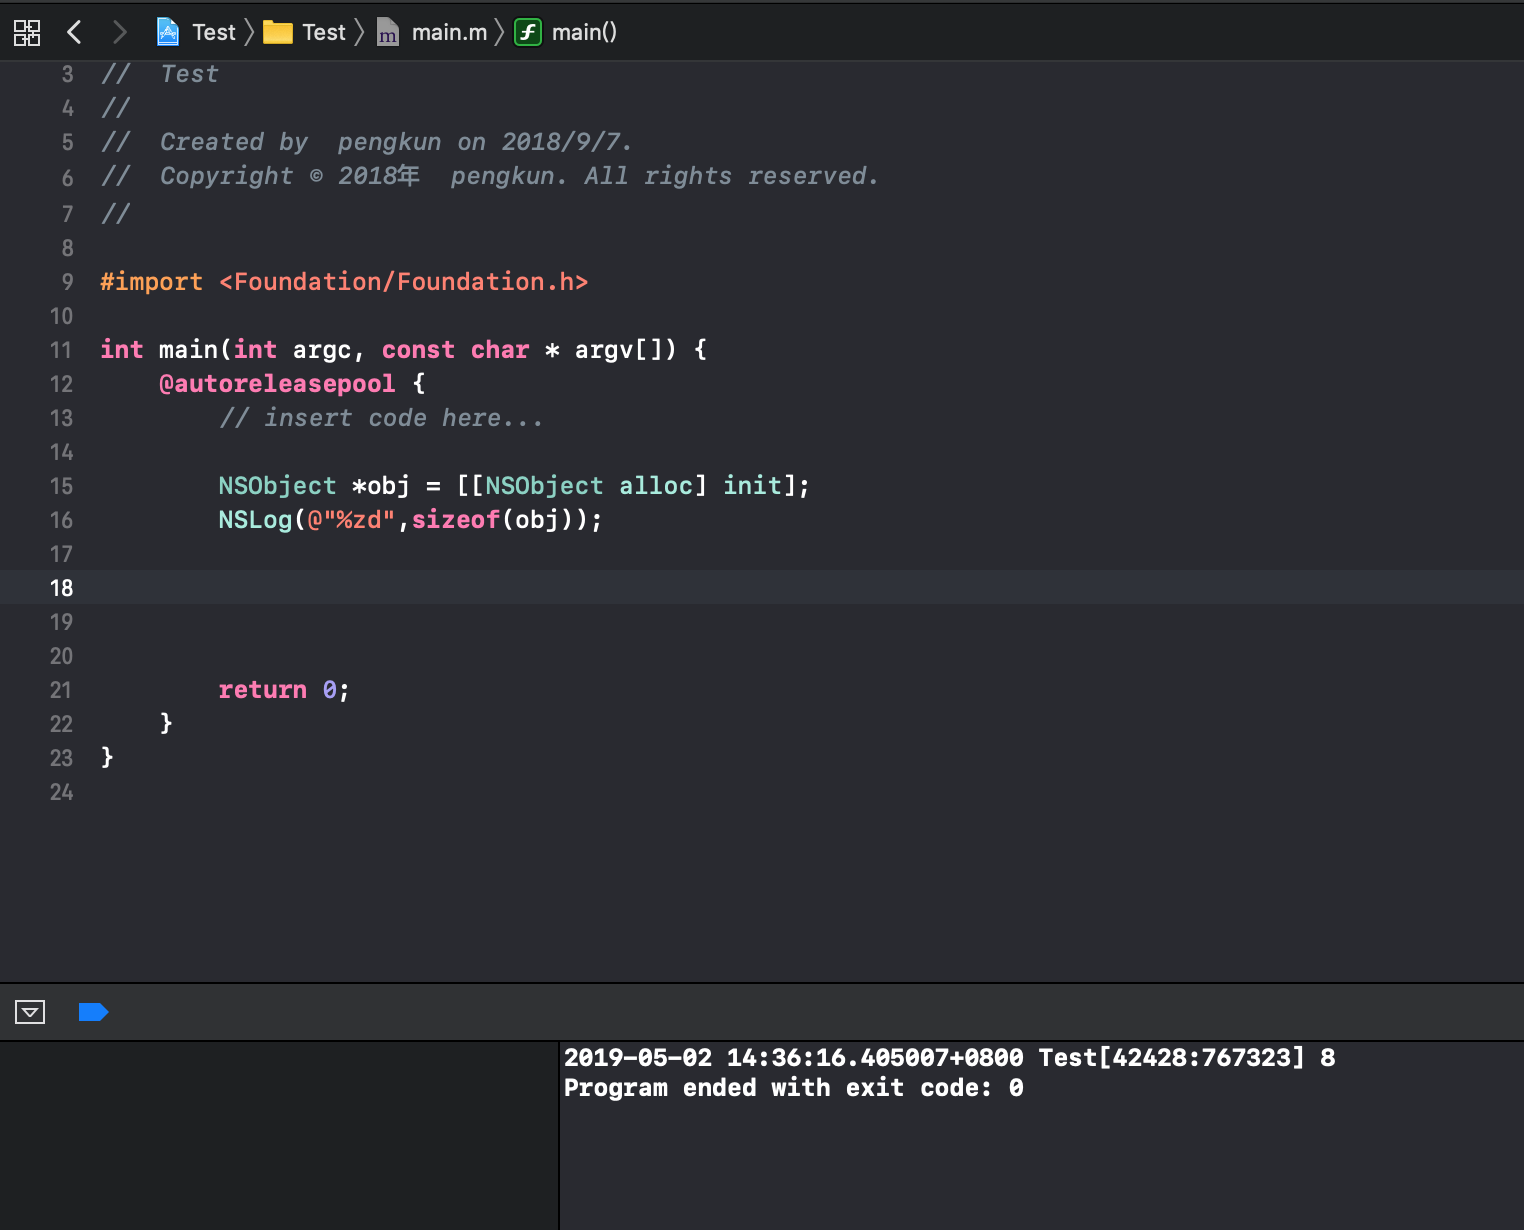 Test Test main.m main()
3 //  Test
4 //
5 //  Created by  pengkun on 2018/9/7.
6 //  Copyright © 2018年  pengkun. All rights reserved.
7 //
8
9 #import <Foundation/Foundation.h>
10
11 int main(int argc, const char * argv[]) {
12     @autoreleasepool {
13         // insert code here...
14
15         NSObject *obj = [[NSObject alloc] init];
16         NSLog(@"%zd",sizeof(obj));
17
18
19
20
21         return 0;
22     }
23 }
24
2019-05-02 14:36:16.405007+0800 Test[42428:767323] 8
Program ended with exit code: 0